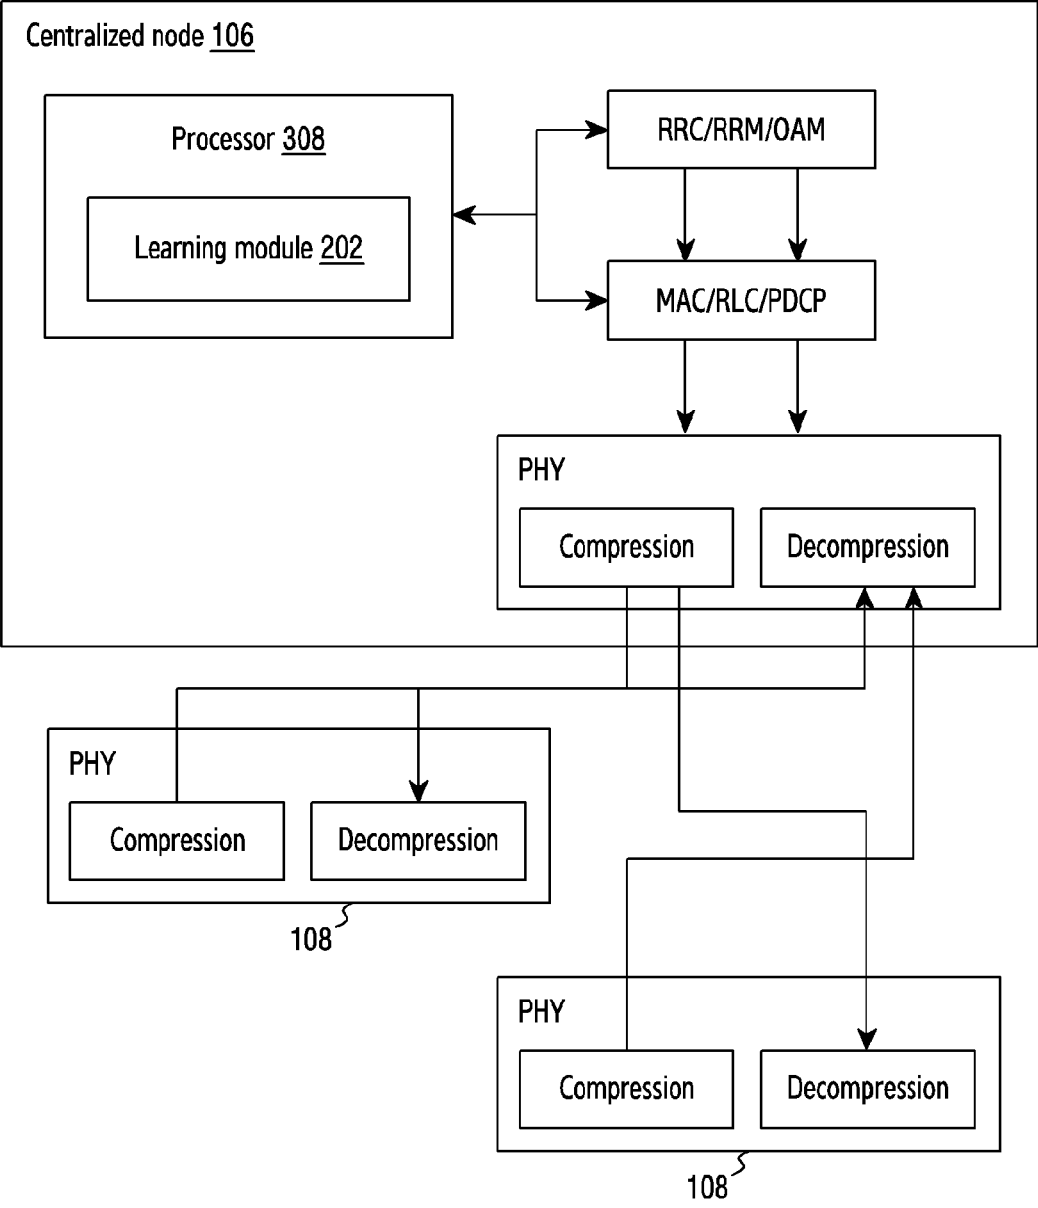 Centralized node 106
Processor 308
Learning module 202
RRC/RRM/OAM
MAC/RLC/PDCP
PHY
Compression
Decompression
PHY
Compression
Decompression
108
PHY
Compression
Decompression
108